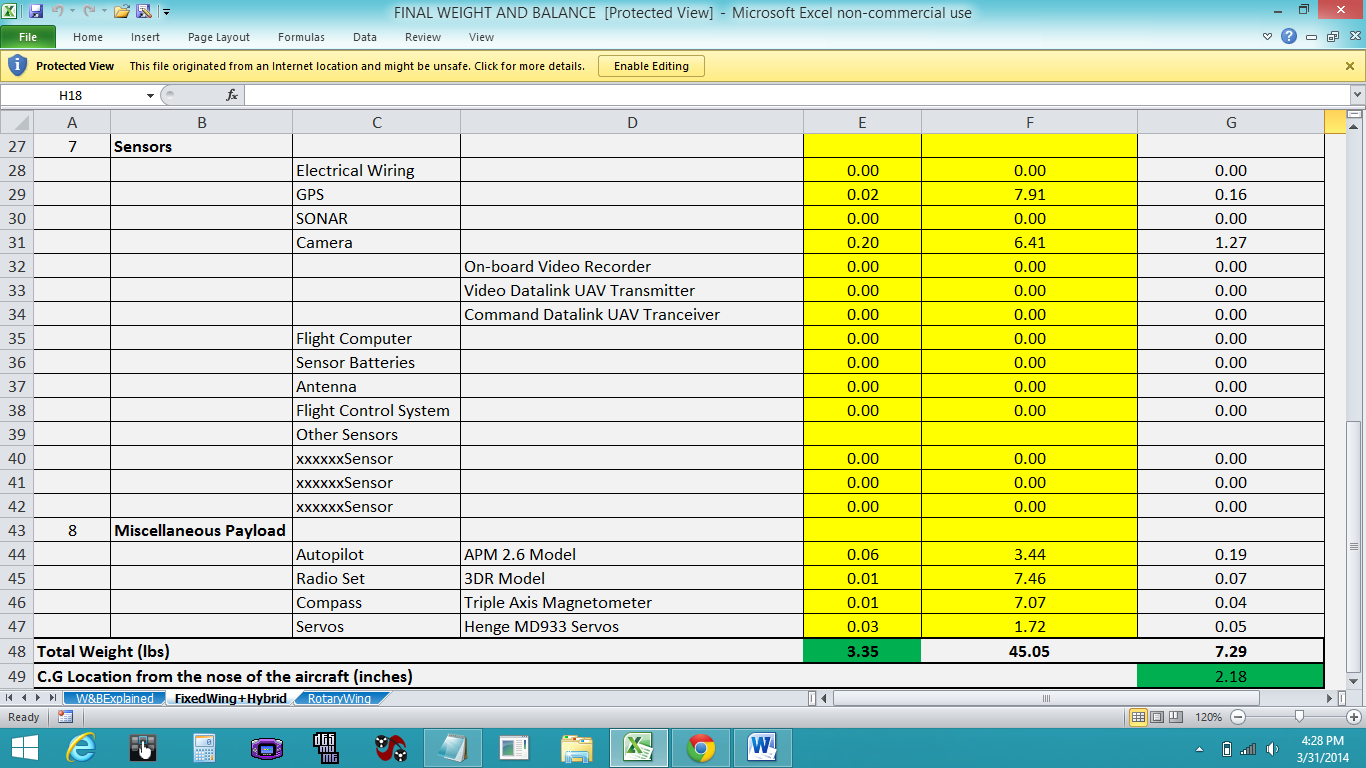 FINAL WEIGHT AND BALANCE [Protected View] - Microsoft Excel non-commercial use
File Home Insert Page Layout Formulas Data Review View
Protected View This file originated from an Internet location and might be unsafe. Click for more details. Enable Editing
H18 fx
A B C D E F G
27 7 Sensors
28 Electrical Wiring 0.00 0.00 0.00
29 GPS 0.02 7.91 0.16
30 SONAR 0.00 0.00 0.00
31 Camera 0.20 6.41 1.27
32 On-board Video Recorder 0.00 0.00 0.00
33 Video Datalink UAV Transmitter 0.00 0.00 0.00
34 Command Datalink UAV Tranceiver 0.00 0.00 0.00
35 Flight Computer 0.00 0.00 0.00
36 Sensor Batteries 0.00 0.00 0.00
37 Antenna 0.00 0.00 0.00
38 Flight Control System 0.00 0.00 0.00
39 Other Sensors
40 xxxxxxSensor 0.00 0.00 0.00
41 xxxxxxSensor 0.00 0.00 0.00
42 xxxxxxSensor 0.00 0.00 0.00
43 8 Miscellaneous Payload
44 Autopilot APM 2.6 Model 0.06 3.44 0.19
45 Radio Set 3DR Model 0.01 7.46 0.07
46 Compass Triple Axis Magnetometer 0.01 7.07 0.04
47 Servos Henge MD933 Servos 0.03 1.72 0.05
48 Total Weight (lbs) 3.35 45.05 7.29
49 C.G Location from the nose of the aircraft (inches) 2.18
W&BExplained FixedWing+Hybrid RotaryWing
Ready 120%
4:28 PM
3/31/2014